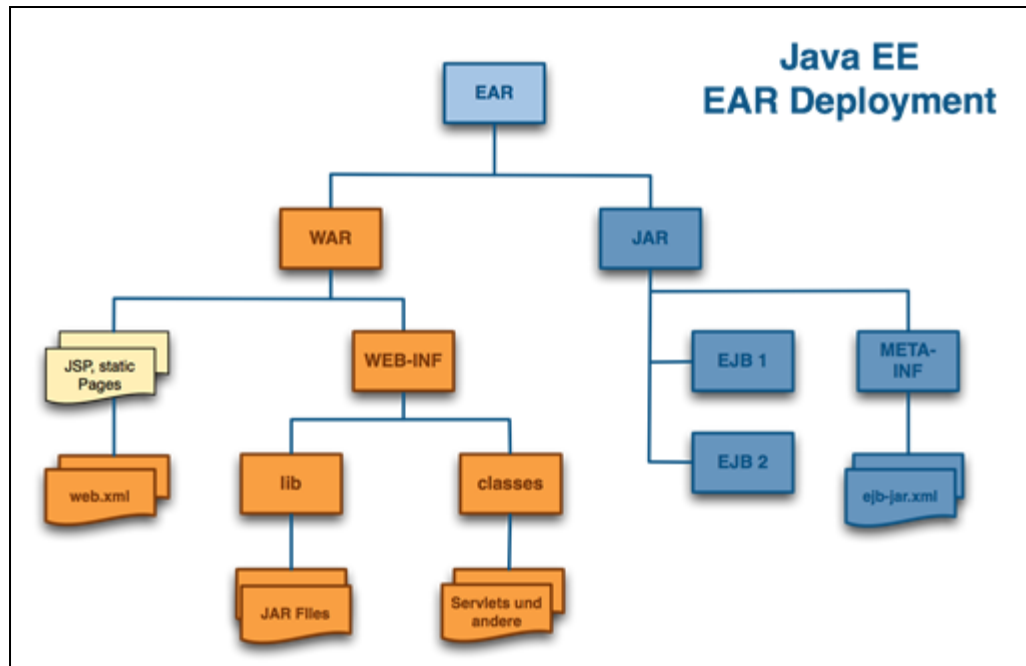 Java EE
EAR Deployment
EAR
WAR
JAR
JSP, static
Pages
WEB-INF
EJB 1
META-
INF
web.xml
lib
classes
EJB 2
ejb-jar.xml
JAR FIles
Servlets und
andere